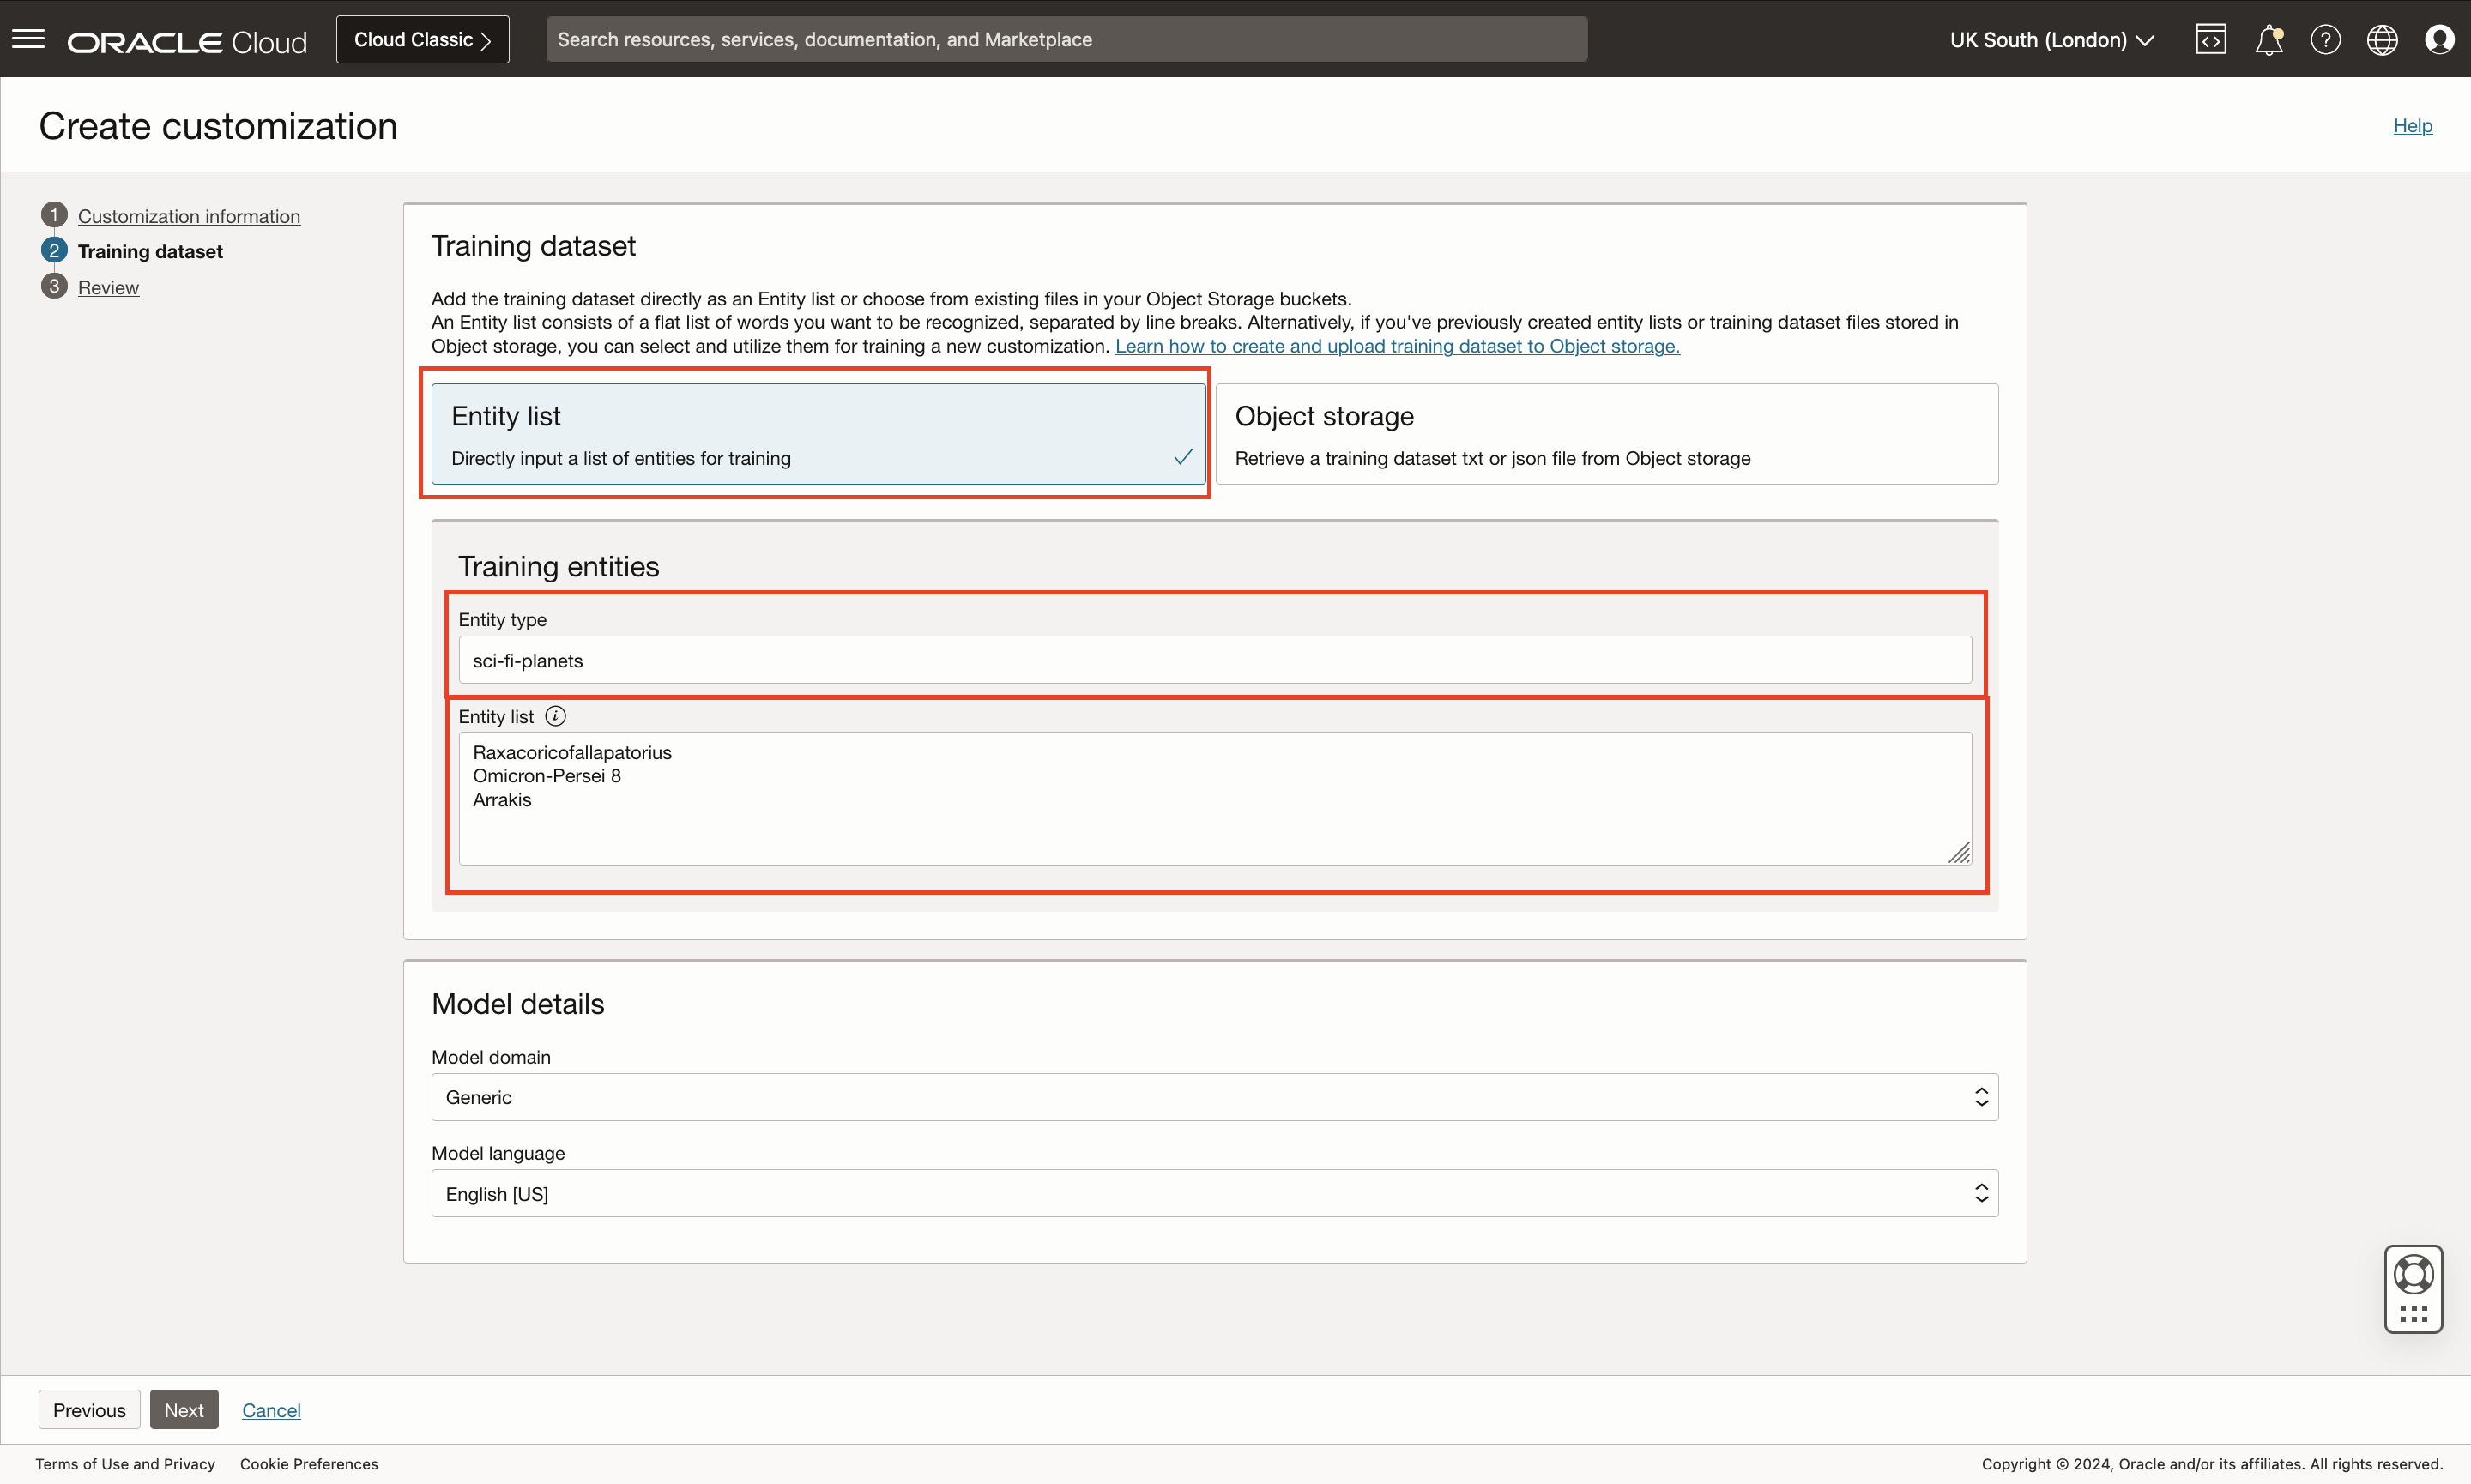 ORACLE Cloud
Cloud Classic
Search resources, services, documentation, and Marketplace
UK South (London)
Create customization
Help
1 Customization information
2 Training dataset
3 Review
Training dataset
Add the training dataset directly as an Entity list or choose from existing files in your Object Storage buckets.
An Entity list consists of a flat list of words you want to be recognized, separated by line breaks. Alternatively, if you've previously created entity lists or training dataset files stored in
Object storage, you can select and utilize them for training a new customization. Learn how to create and upload training dataset to Object storage.
Entity list
Directly input a list of entities for training
Object storage
Retrieve a training dataset txt or json file from Object storage
Training entities
Entity type
sci-fi-planets
Entity list
Raxacoricofallapatorius
Omicron-Persei 8
Arrakis
Model details
Model domain
Generic
Model language
English [US]
Previous
Next
Cancel
Terms of Use and Privacy
Cookie Preferences
Copyright © 2024, Oracle and/or its affiliates. All rights reserved.